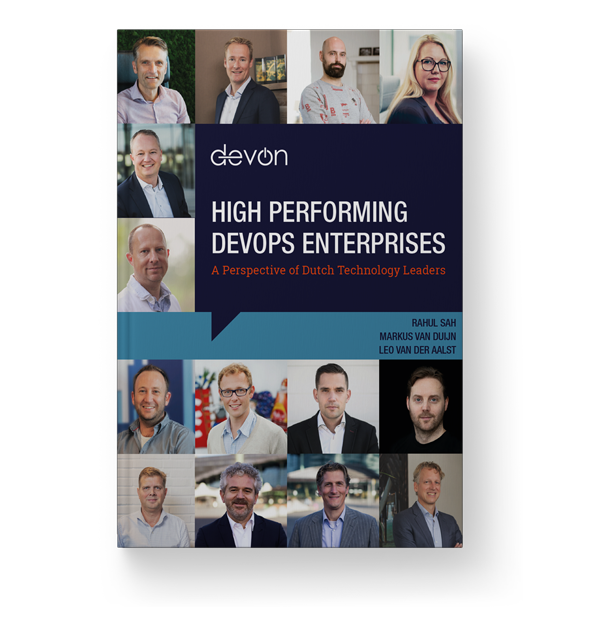 devon
HIGH PERFORMING
DEVOPS ENTERPRISES
A Perspective of Dutch Technology Leaders
RAHUL SAH
MARKUS VAN DUIJN
LEO VAN DER AALST